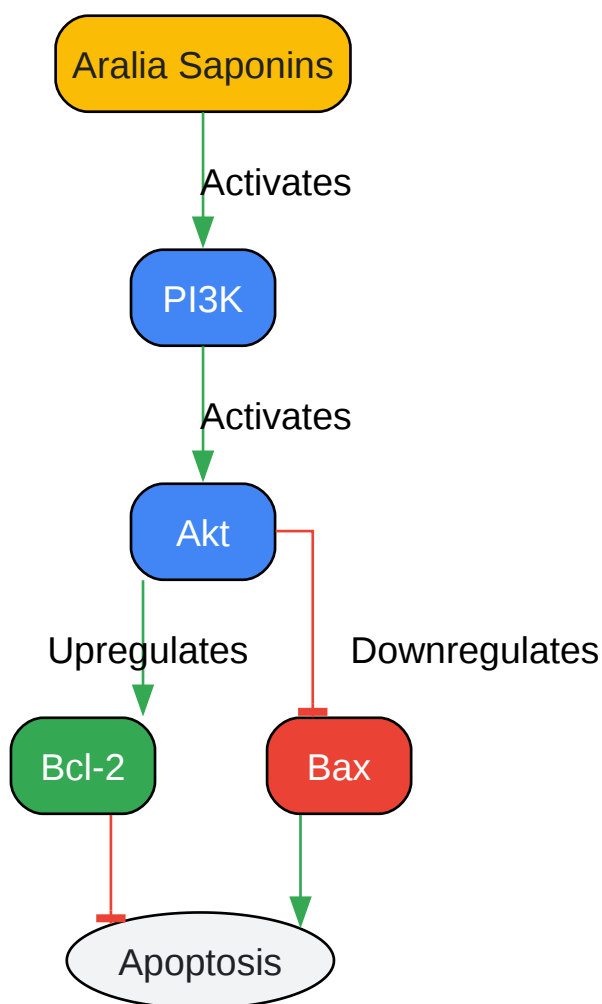 Aralia Saponins
Activates
PI3K
Activates
Akt
Upregulates
Downregulates
Bcl-2
Bax
Apoptosis